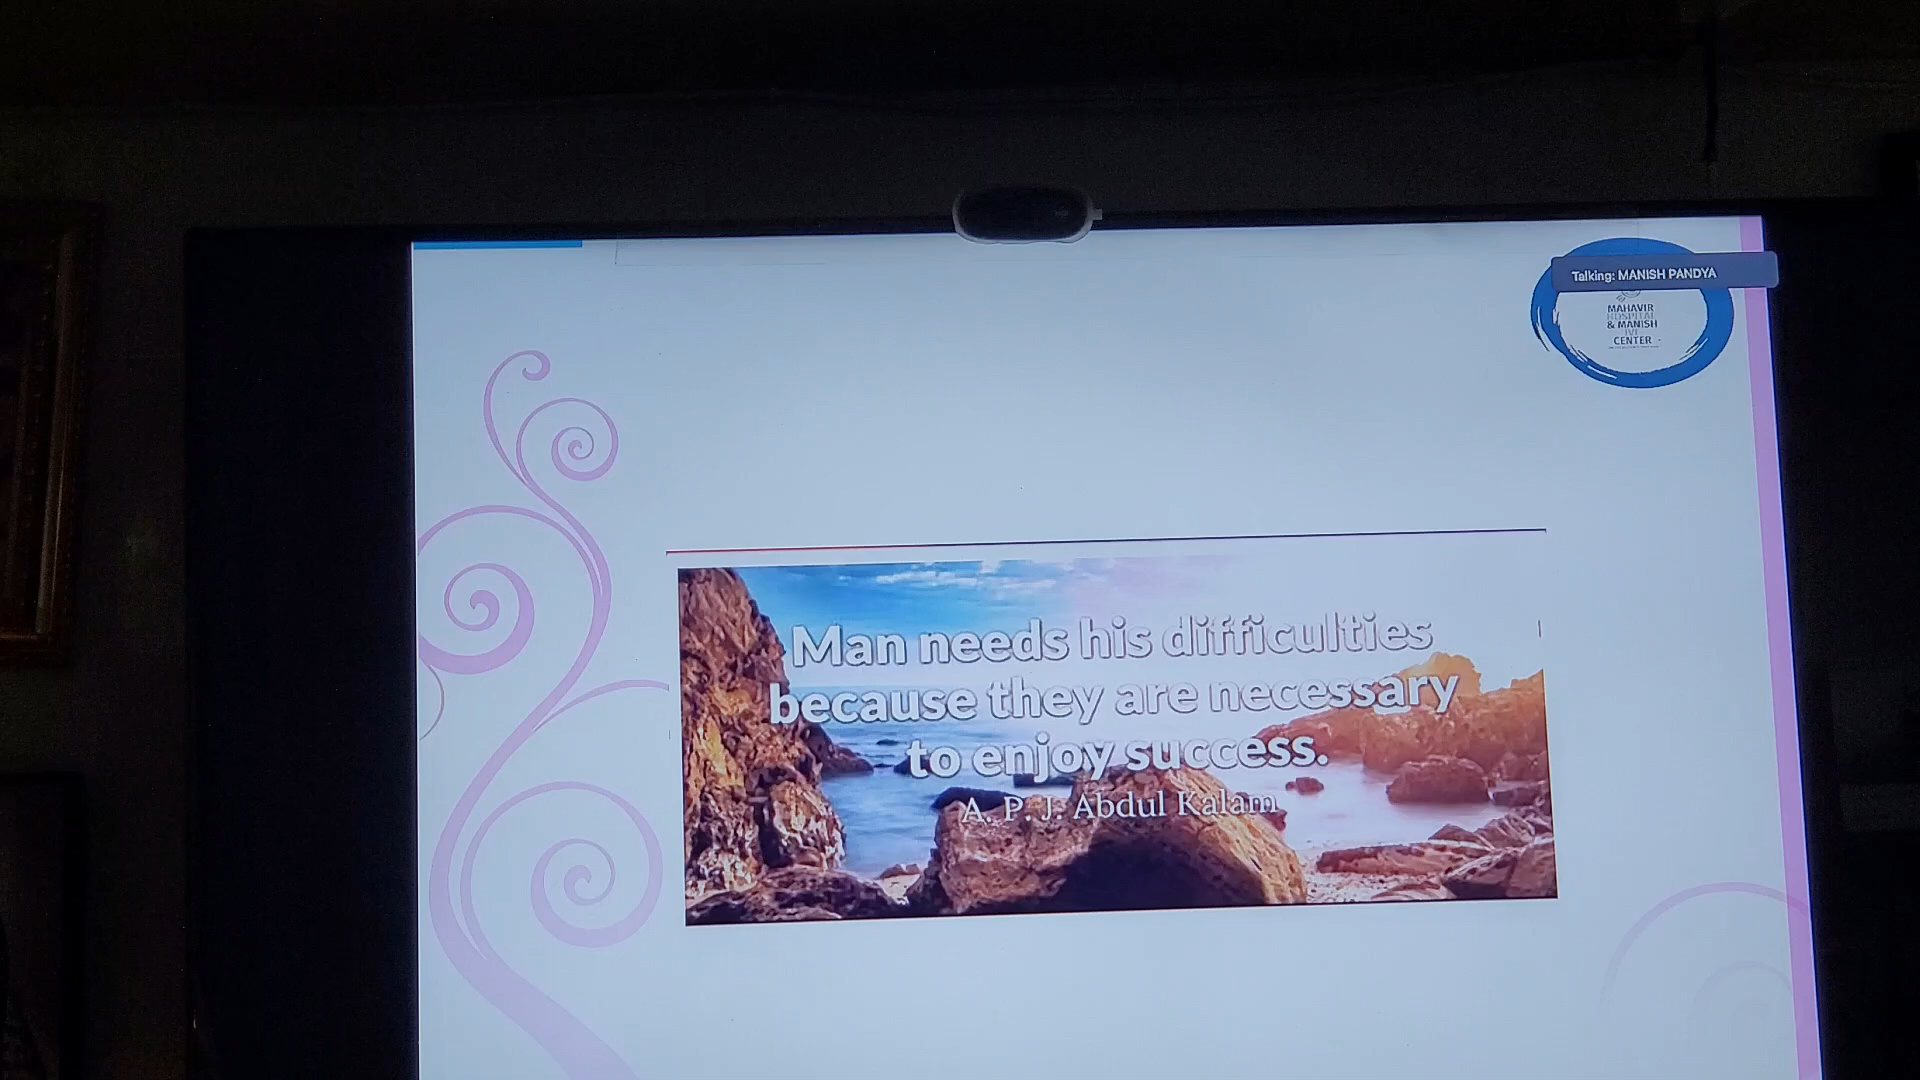 Talking: MANISH PANDYA
MAHAVIR
HOSPITAL
& MANISH
IVF
CENTER
Man needs his difficulties
because they are necessary
to enjoy success.
A. P. J. Abdul Kalam